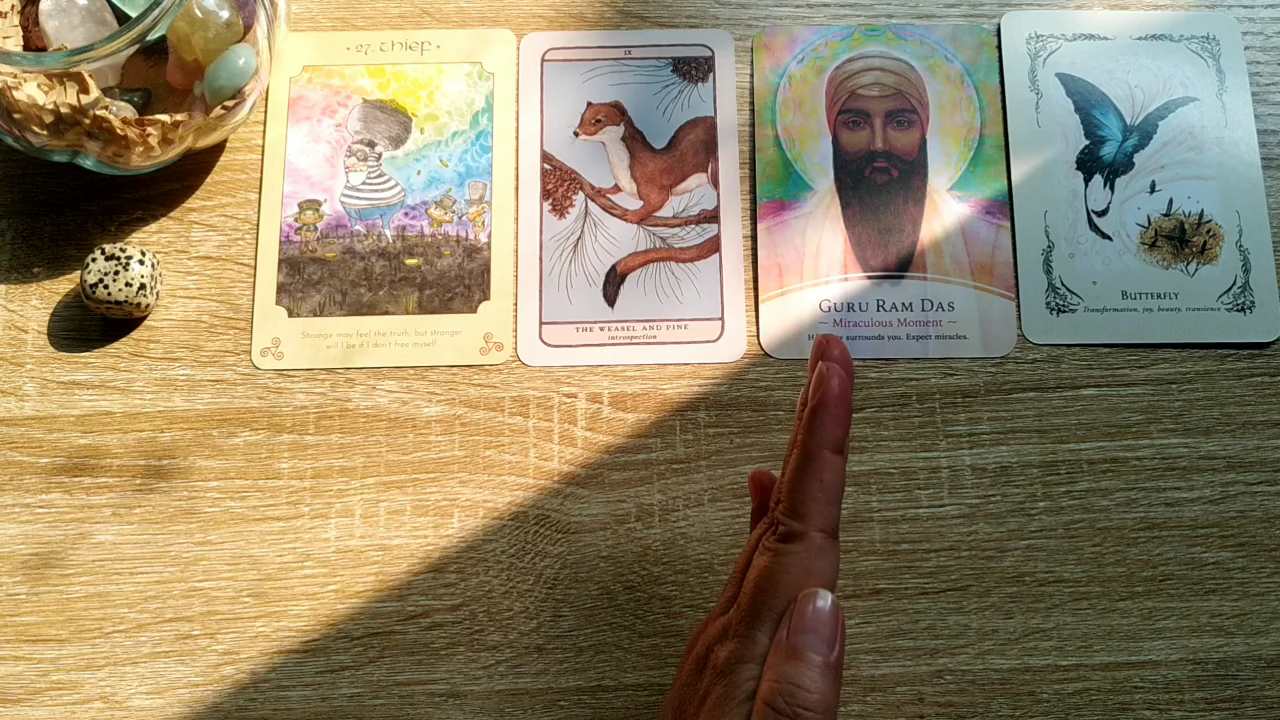 27. Thief
Strange may feel the truth, but stranger
will I be if I don't free myself
IX
THE WEASEL AND PINE
introspection
GURU RAM DAS
~ Miraculous Moment ~
surrounds you. Expect miracles.
BUTTERFLY
Transformation, joy, beauty, transience